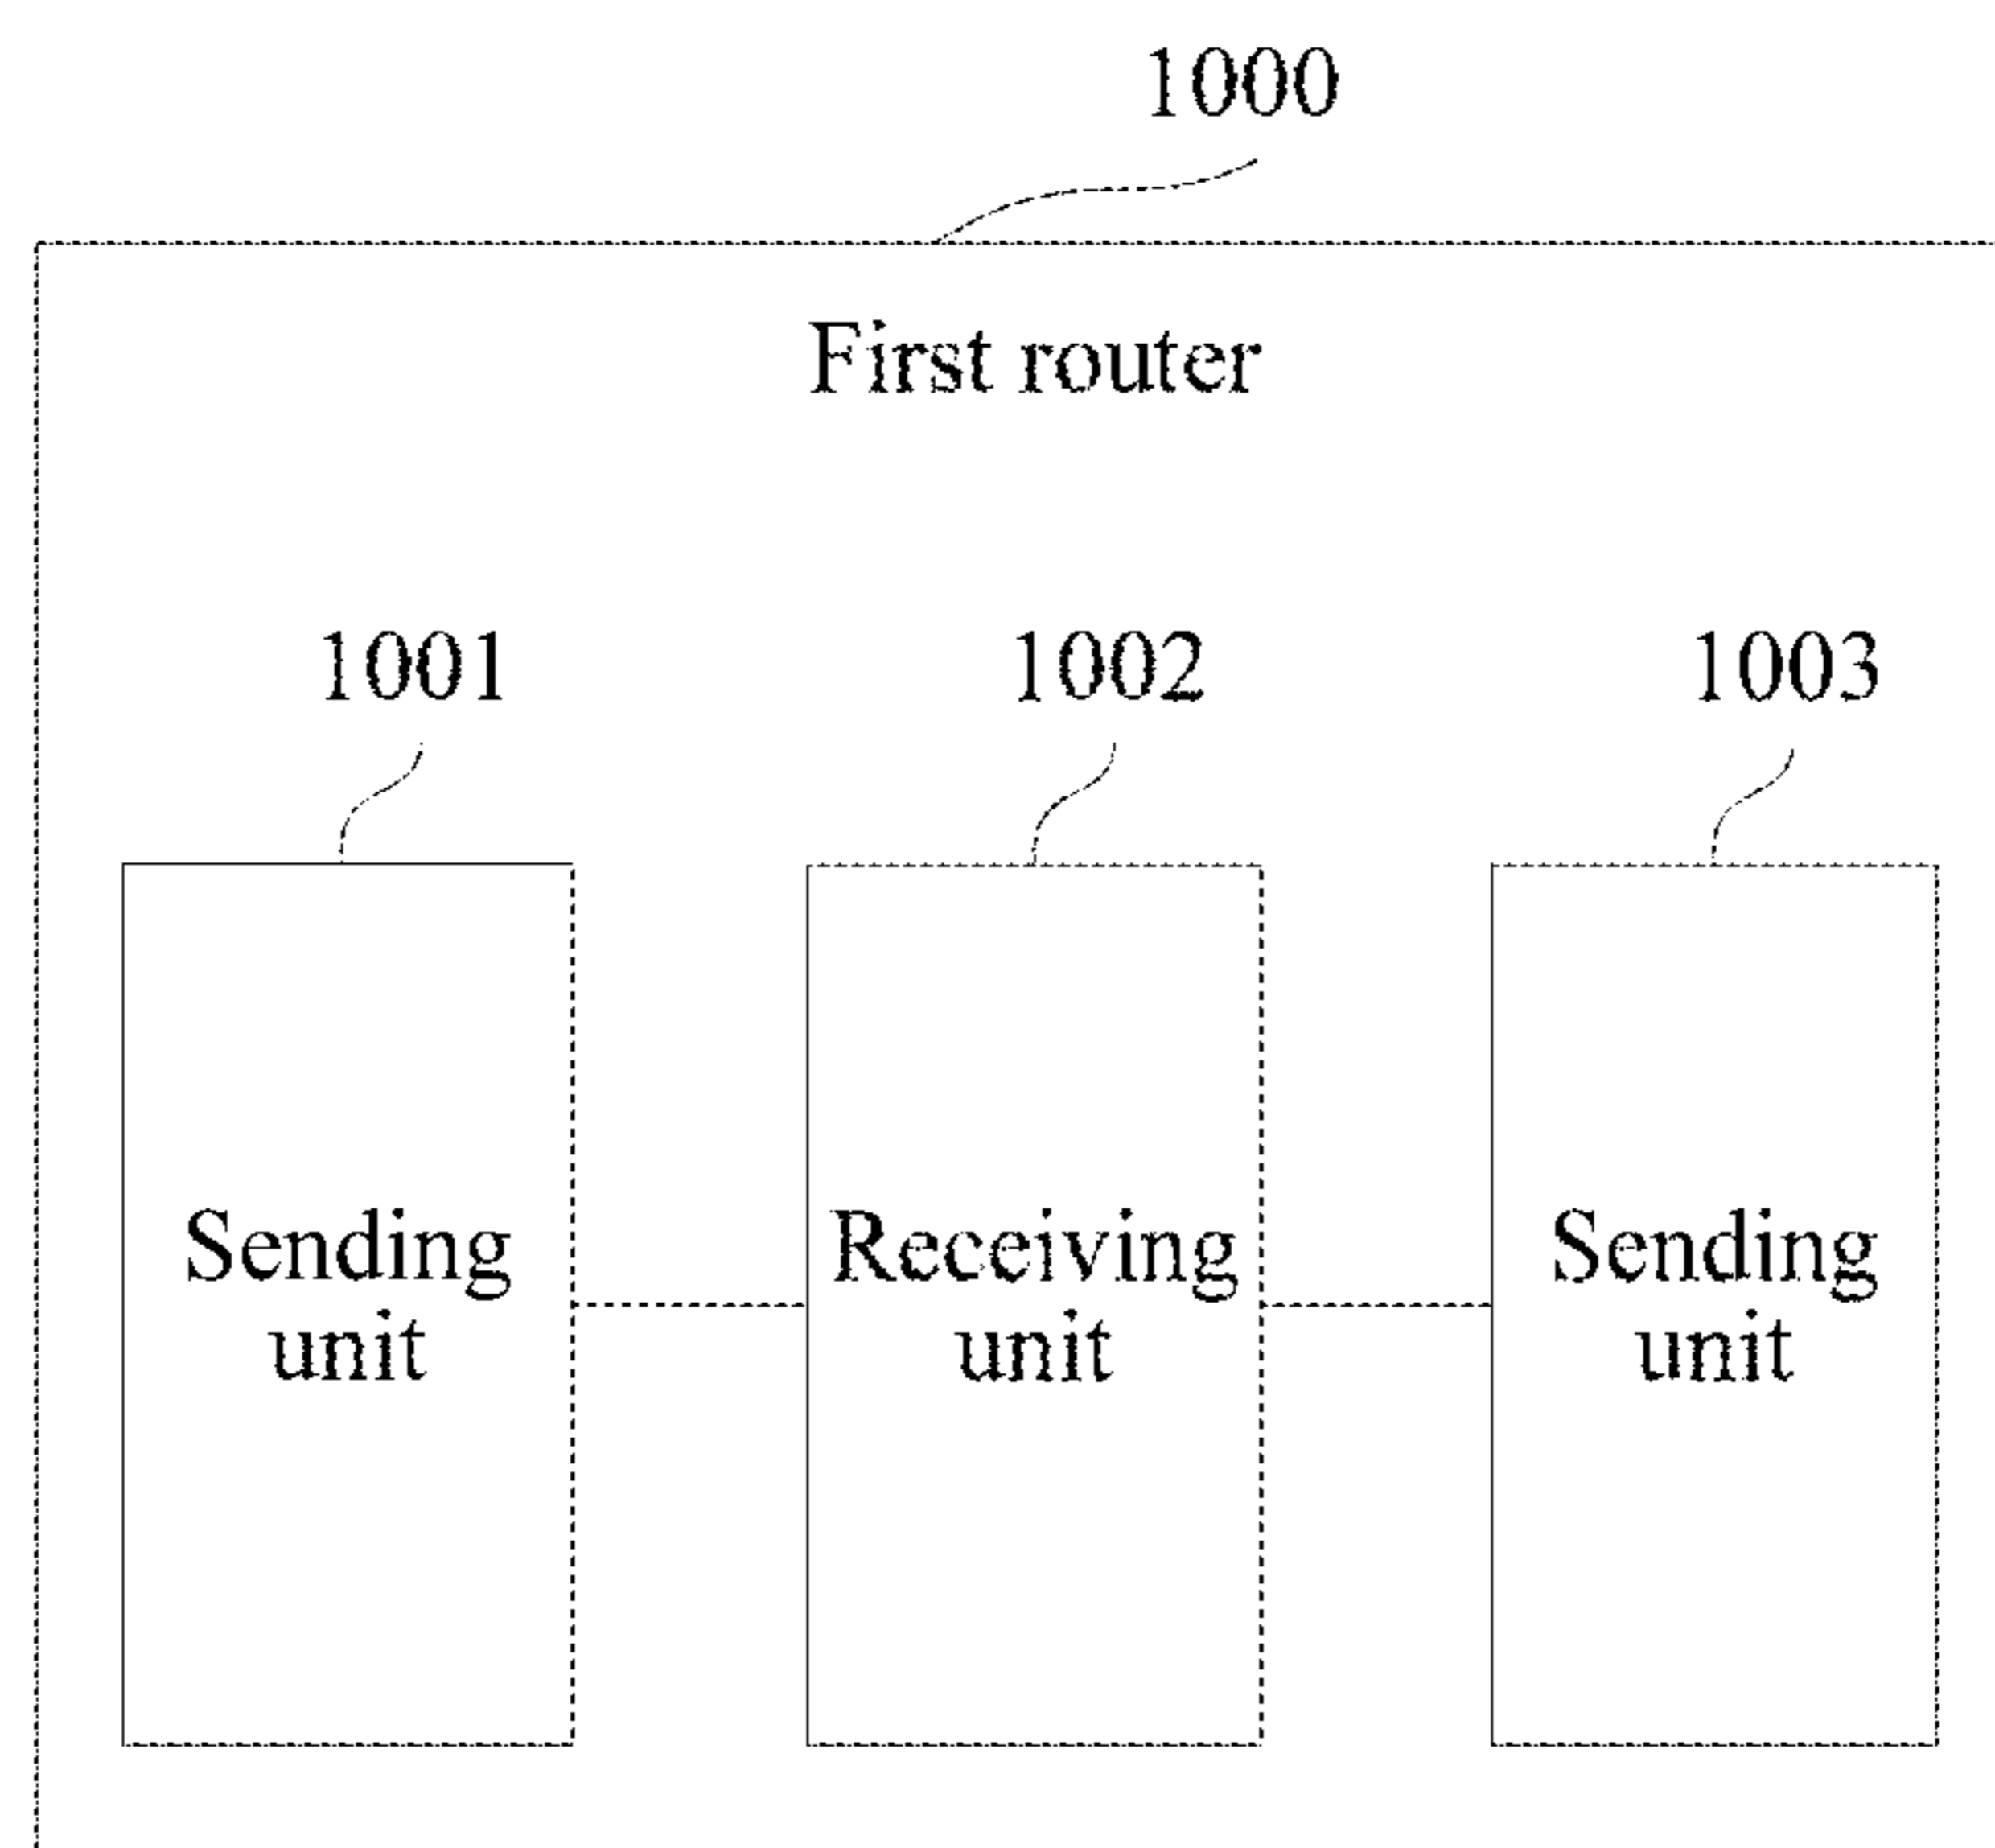 1000
First router
1001
1002
1003
Sending
unit
Receiving
unit
Sending
unit